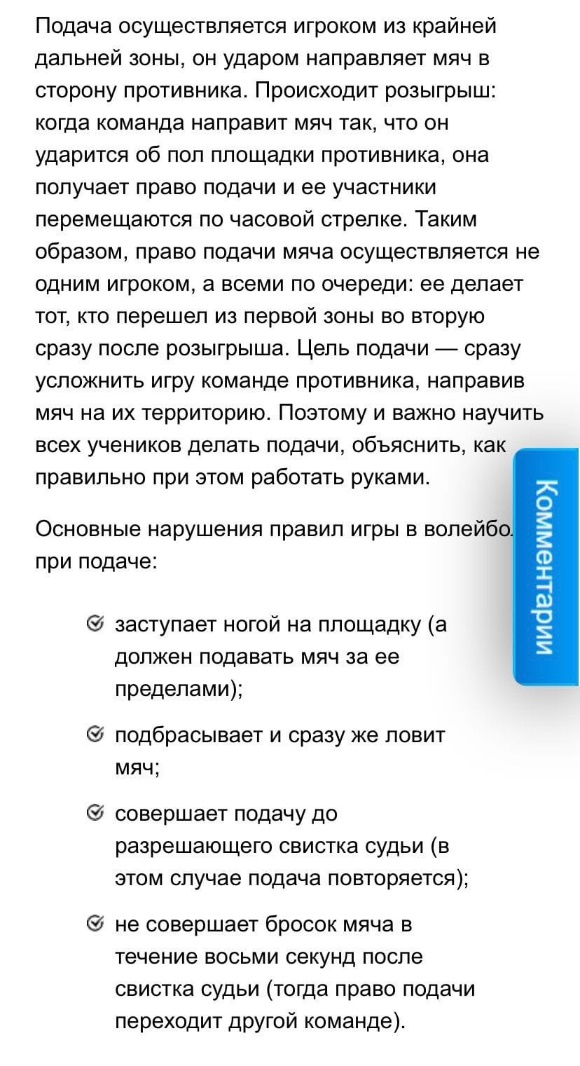 Подача осуществляется игроком из крайней
дальней зоны, он ударом направляет мяч в
сторону противника. Происходит розыгрыш:
когда команда направит мяч так, что он
ударится об пол площадки противника, она
получает право подачи и ее участники
перемещаются по часовой стрелке. Таким
образом, право подачи мяча осуществляется не
одним игроком, а всеми по очереди: ее делает
тот, кто перешел из первой зоны во вторую
сразу после розыгрыша. Цель подачи — сразу
усложнить игру команде противника, направив
мяч на их территорию. Поэтому и важно научить
всех учеников делать подачи, объяснить, как
правильно при этом работать руками.
Основные нарушения правил игры в волейбо
при подаче:
заступает ногой на площадку (а
должен подавать мяч за ее
пределами);
подбрасывает и сразу же ловит
мяч;
совершает подачу до
разрешающего свистка судьи (в
этом случае подача повторяется);
не совершает бросок мяча в
течение восьми секунд после
свистка судьи (тогда право подачи
переходит другой команде).
Комментарии